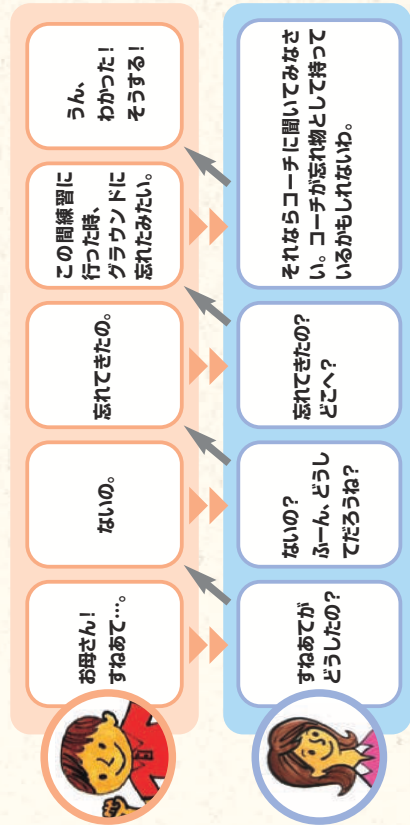 お母さん！
すねあて…。
すねあてが
どうしたの？
ないの。
ないの？
ふーん、どうし
てだろうね？
忘れてきたの。
忘れてきたの？
どこへ？
この間練習に
行った時、
グラウンドに
忘れたみたい。
それならコーチに聞いてみなさ
い。コーチが忘れ物として持って
いるかもしれないわ。
うん、
わかった！
そうする！